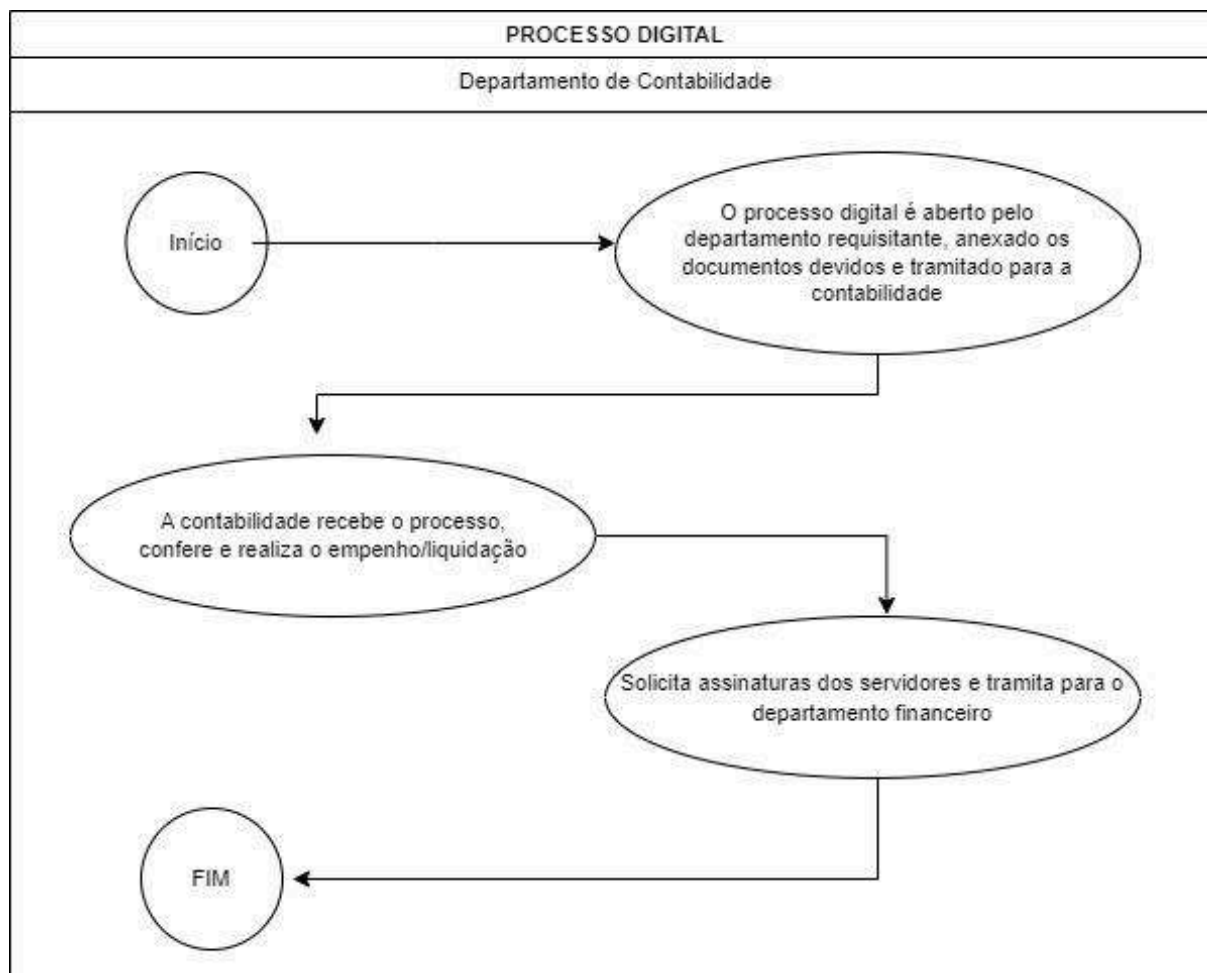 PROCESSO DIGITAL
Departamento de Contabilidade
Início
O processo digital é aberto pelo
departamento requisitante, anexado os
documentos devidos e tramitado para a
contabilidade
A contabilidade recebe o processo,
confere e realiza o empenho/liquidação
Solicita assinaturas dos servidores e tramita para o
departamento financeiro
FIM